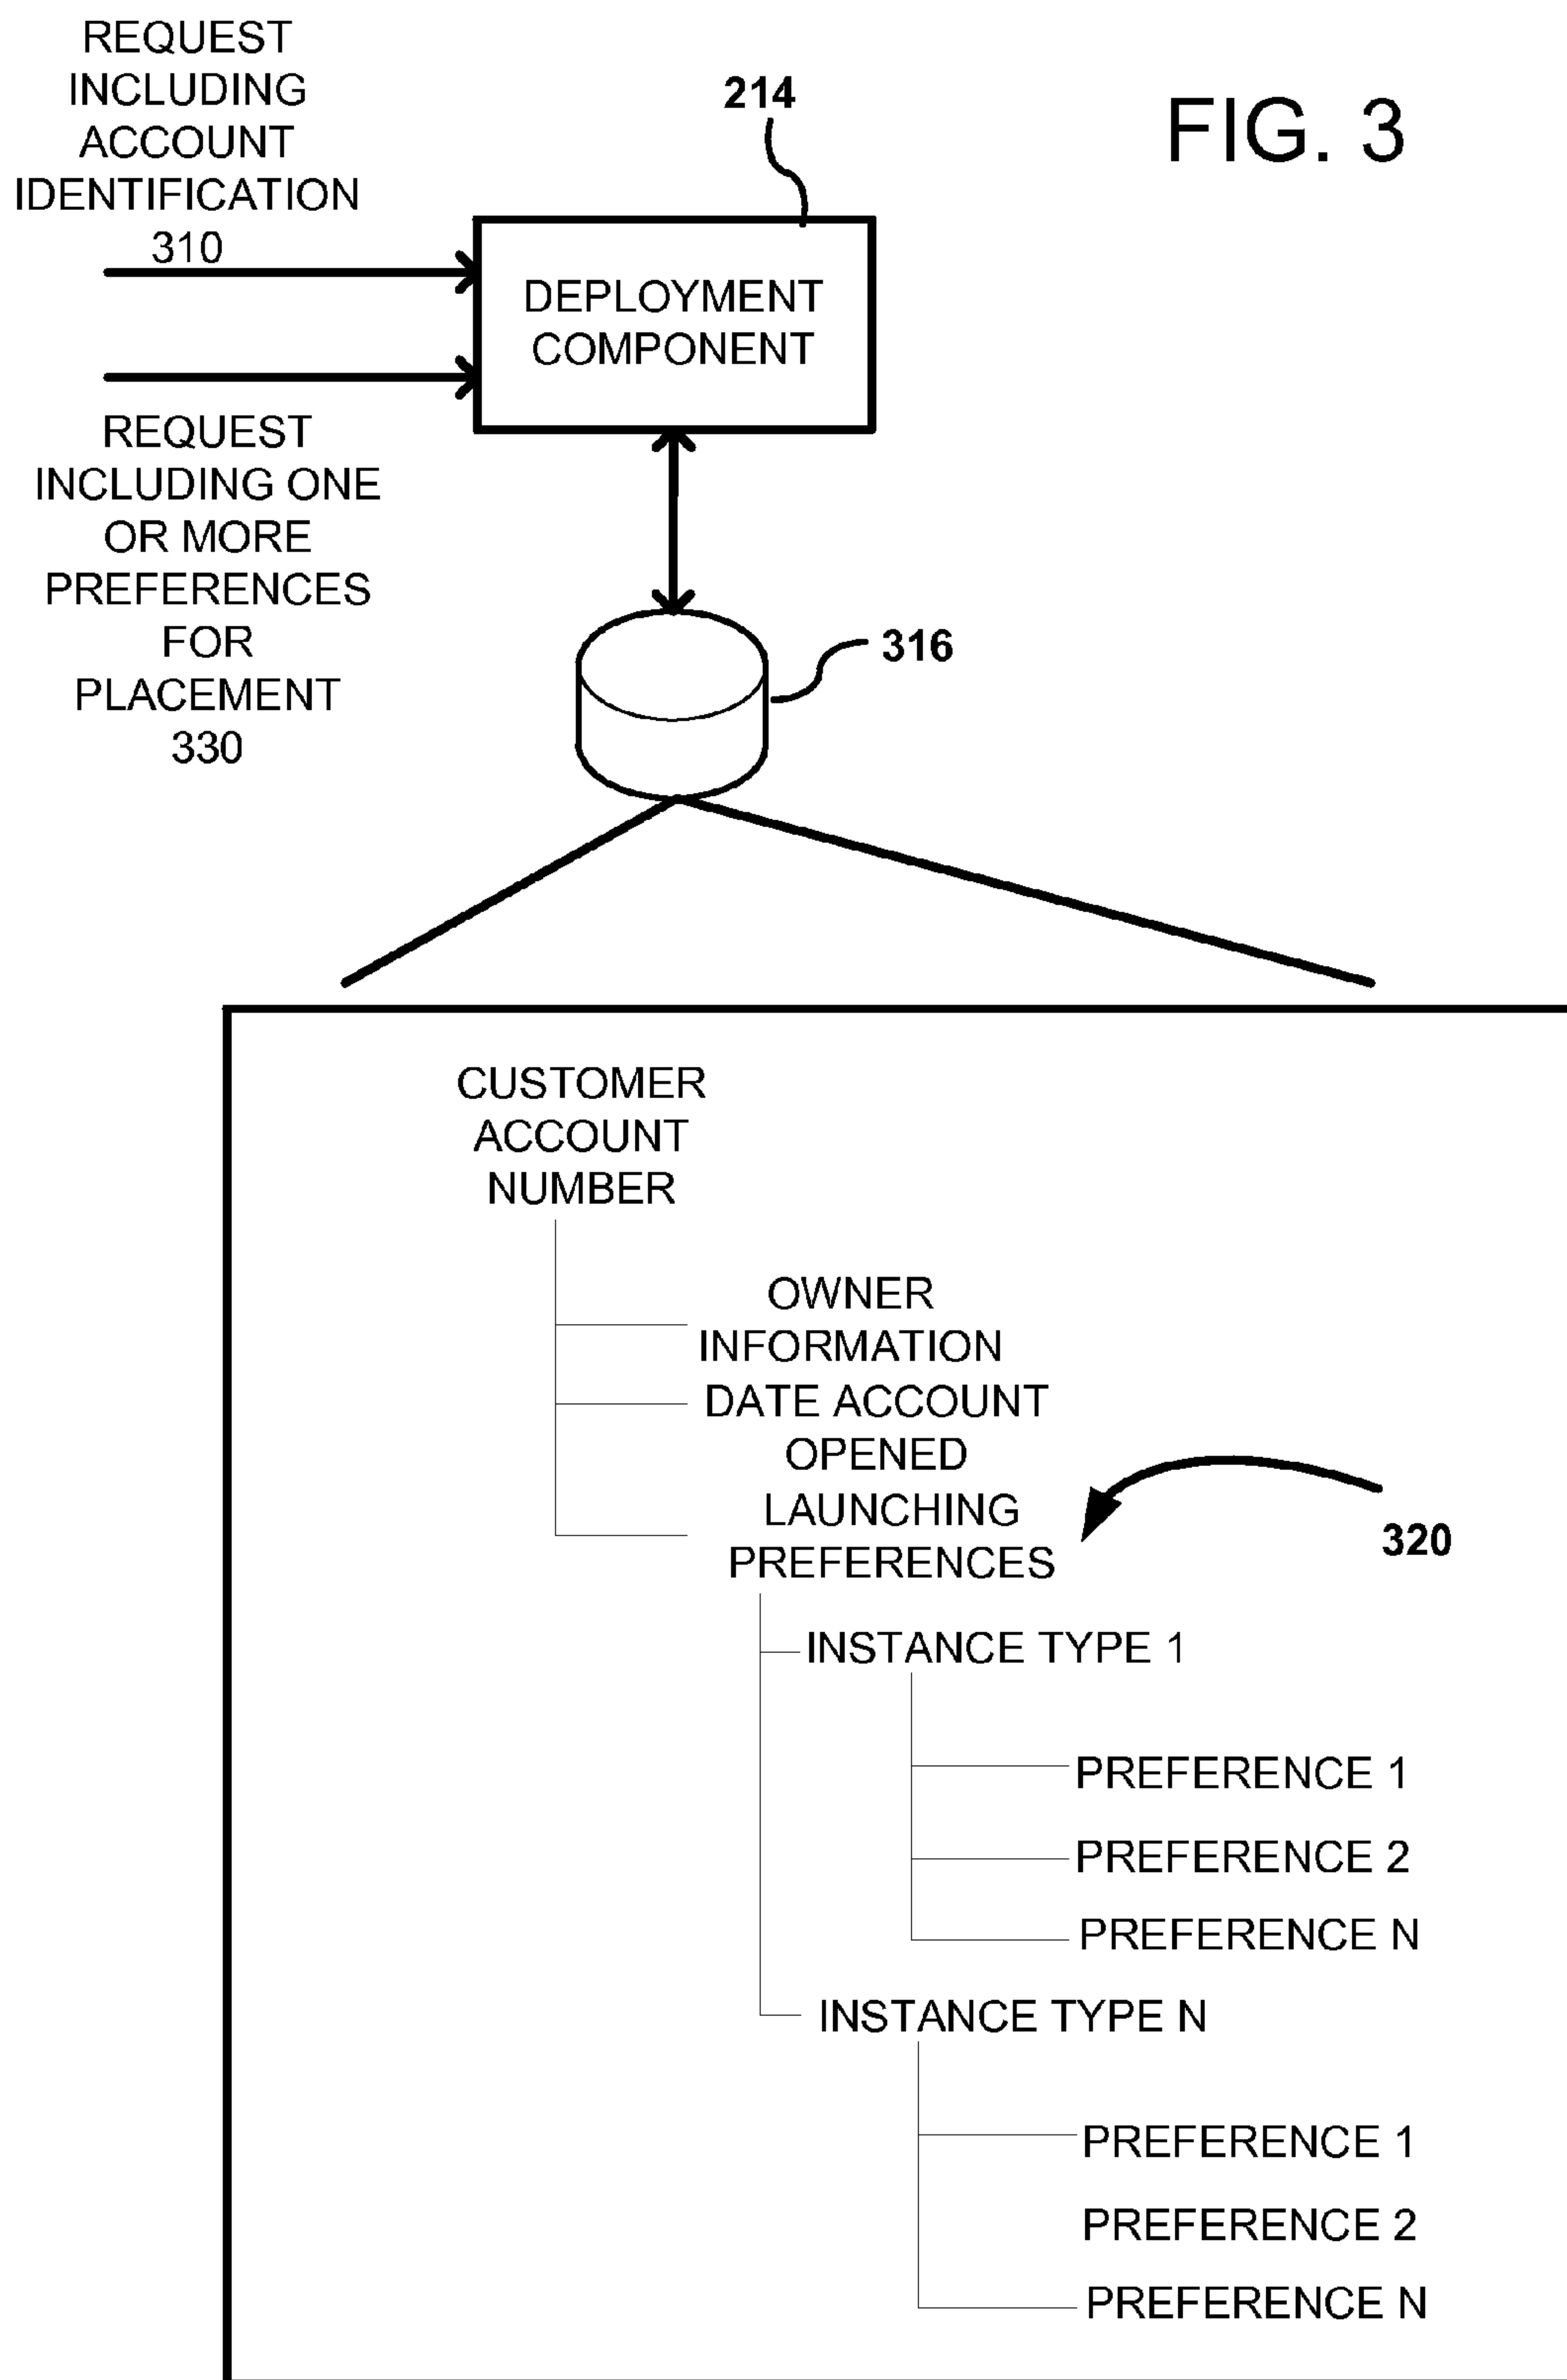 REQUEST
INCLUDING
ACCOUNT
IDENTIFICATION
310
214
FIG. 3
DEPLOYMENT
COMPONENT
REQUEST
INCLUDING ONE
OR MORE
PREFERENCES
FOR
PLACEMENT
330
316
CUSTOMER
ACCOUNT
NUMBER
OWNER
INFORMATION
DATE ACCOUNT
OPENED
LAUNCHING
PREFERENCES
320
INSTANCE TYPE 1
PREFERENCE 1
PREFERENCE 2
PREFERENCE N
INSTANCE TYPE N
PREFERENCE 1
PREFERENCE 2
PREFERENCE N